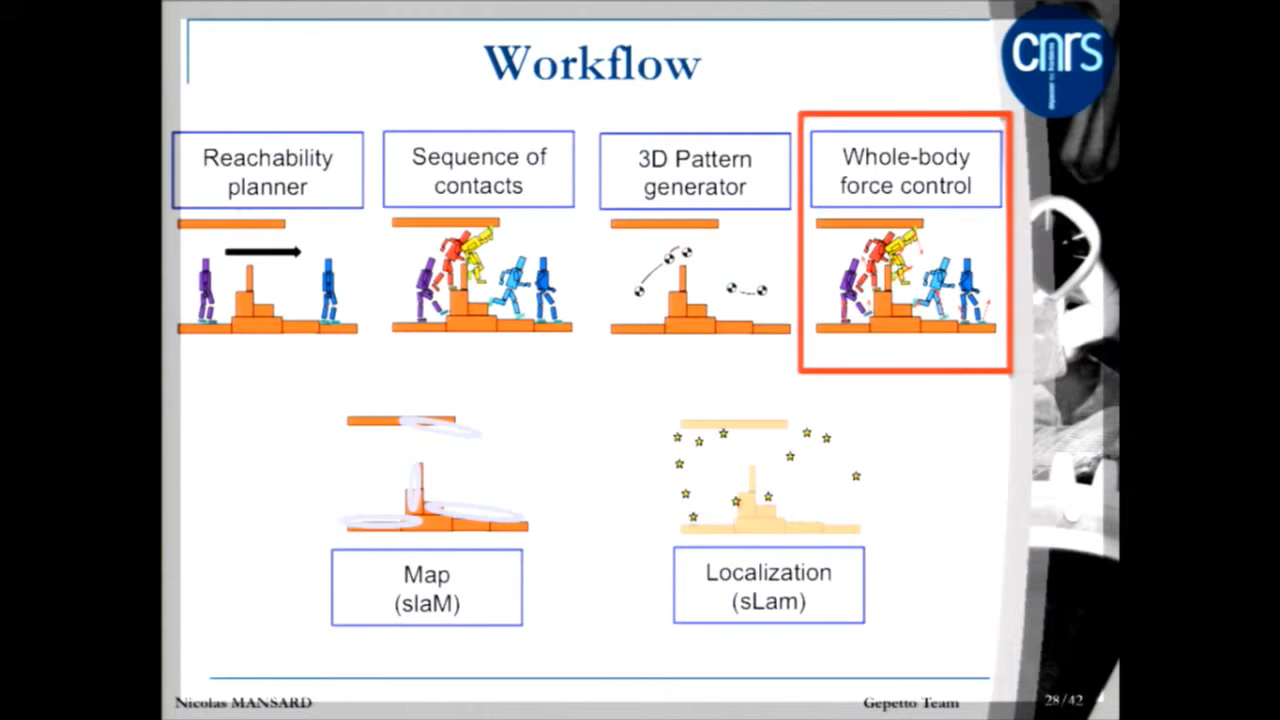 Workflow
cnrs
Reachability
planner
Sequence of
contacts
3D Pattern
generator
Whole-body
force control
Map
(slaM)
Localization
(sLam)
Nicolas MANSARD
Gepetto Team
28/42